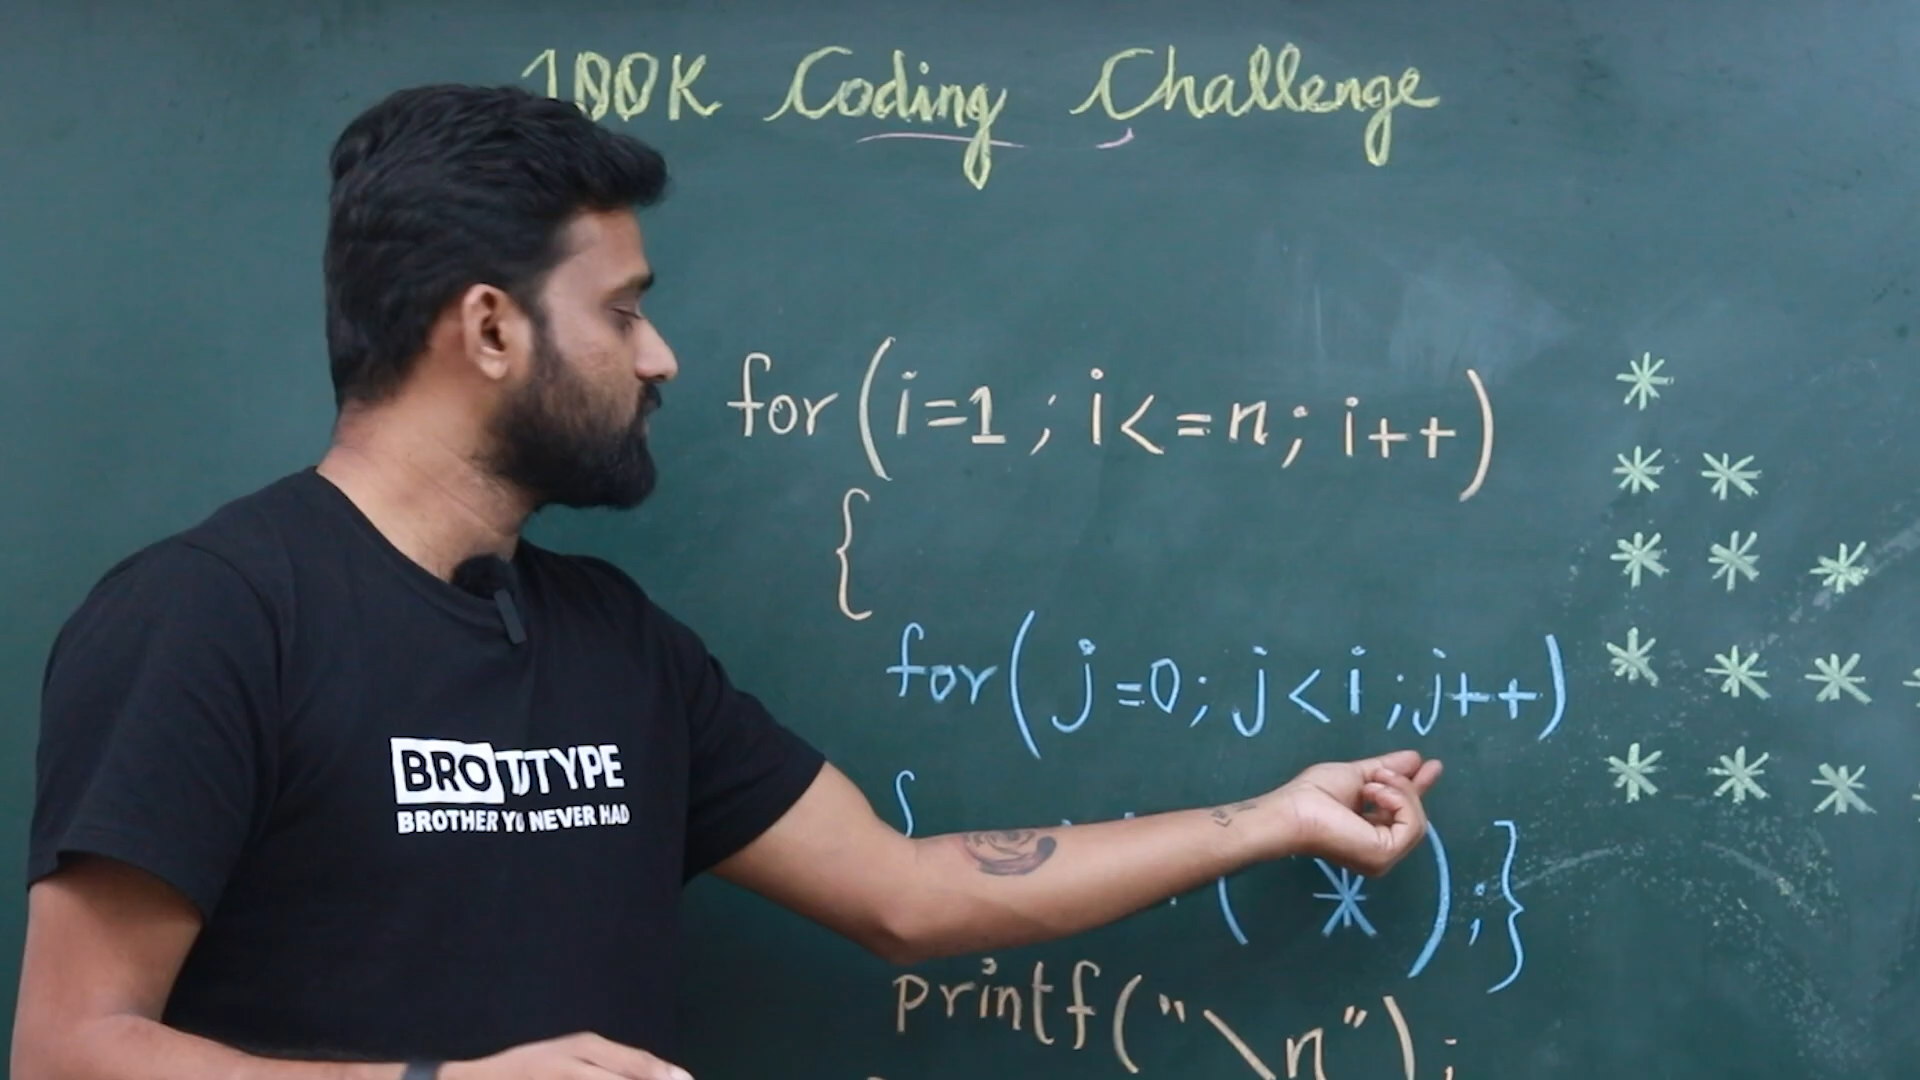 100K Coding Challenge
for (i=1 ; i<=n; i++)
{
for( j=0; j<i ;j++)
{
( * );}
printf("\n");
*
* *
* * *
* * *
* * *
BROTOTYPE
BROTHER YOU NEVER HAD